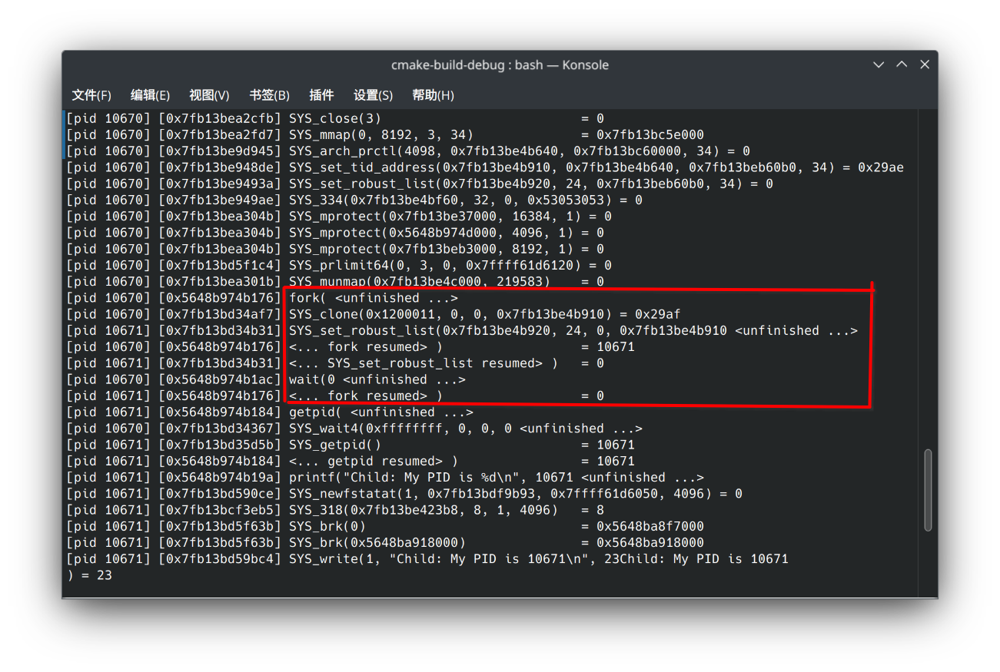 cmake-build-debug : bash — Konsole
文件(F) 编辑(E) 视图(V) 书签(B) 插件 设置(S) 帮助(H)
[pid 10670] [0x7fb13bea2cfb] SYS_close(3) = 0
[pid 10670] [0x7fb13bea2fd7] SYS_mmap(0, 8192, 3, 34) = 0x7fb13bc5e000
[pid 10670] [0x7fb13be9d945] SYS_arch_prctl(4098, 0x7fb13be4b640, 0x7fb13bc60000, 34) = 0
[pid 10670] [0x7fb13be948de] SYS_set_tid_address(0x7fb13be4b910, 0x7fb13be4b640, 0x7fb13beb60b0, 34) = 0x29ae
[pid 10670] [0x7fb13be9493a] SYS_set_robust_list(0x7fb13be4b920, 24, 0x7fb13beb60b0, 34) = 0
[pid 10670] [0x7fb13be949ae] SYS_334(0x7fb13be4bf60, 32, 0, 0x53053053) = 0
[pid 10670] [0x7fb13bea304b] SYS_mprotect(0x7fb13be37000, 16384, 1) = 0
[pid 10670] [0x7fb13bea304b] SYS_mprotect(0x5648b974d000, 4096, 1) = 0
[pid 10670] [0x7fb13bea304b] SYS_mprotect(0x7fb13beb3000, 8192, 1) = 0
[pid 10670] [0x7fb13bd5f1c4] SYS_prlimit64(0, 3, 0, 0x7ffff61d6120) = 0
[pid 10670] [0x7fb13bea301b] SYS_munmap(0x7fb13be4c000, 219583) = 0
[pid 10670] [0x5648b974b176] fork( <unfinished ...>
[pid 10670] [0x7fb13bd34af7] SYS_clone(0x1200011, 0, 0, 0x7fb13be4b910) = 0x29af
[pid 10671] [0x7fb13bd34b31] SYS_set_robust_list(0x7fb13be4b920, 24, 0, 0x7fb13be4b910 <unfinished ...>
[pid 10670] [0x5648b974b176] <... fork resumed> ) = 10671
[pid 10671] [0x7fb13bd34b31] <... SYS_set_robust_list resumed> ) = 0
[pid 10670] [0x5648b974b1ac] wait(0 <unfinished ...>
[pid 10671] [0x5648b974b176] <... fork resumed> ) = 0
[pid 10671] [0x5648b974b184] getpid( <unfinished ...>
[pid 10670] [0x7fb13bd34367] SYS_wait4(0xffffffff, 0, 0, 0 <unfinished ...>
[pid 10671] [0x7fb13bd35d5b] SYS_getpid() = 10671
[pid 10671] [0x5648b974b184] <... getpid resumed> ) = 10671
[pid 10671] [0x5648b974b19a] printf("Child: My PID is %d\n", 10671 <unfinished ...>
[pid 10671] [0x7fb13bd590ce] SYS_newfstatat(1, 0x7fb13bdf9b93, 0x7ffff61d6050, 4096) = 0
[pid 10671] [0x7fb13bcf3eb5] SYS_318(0x7fb13be423b8, 8, 1, 4096) = 8
[pid 10671] [0x7fb13bd5f63b] SYS_brk(0) = 0x5648ba8f7000
[pid 10671] [0x7fb13bd5f63b] SYS_brk(0x5648ba918000) = 0x5648ba918000
[pid 10671] [0x7fb13bd59bc4] SYS_write(1, "Child: My PID is 10671\n", 23Child: My PID is 10671
) = 23